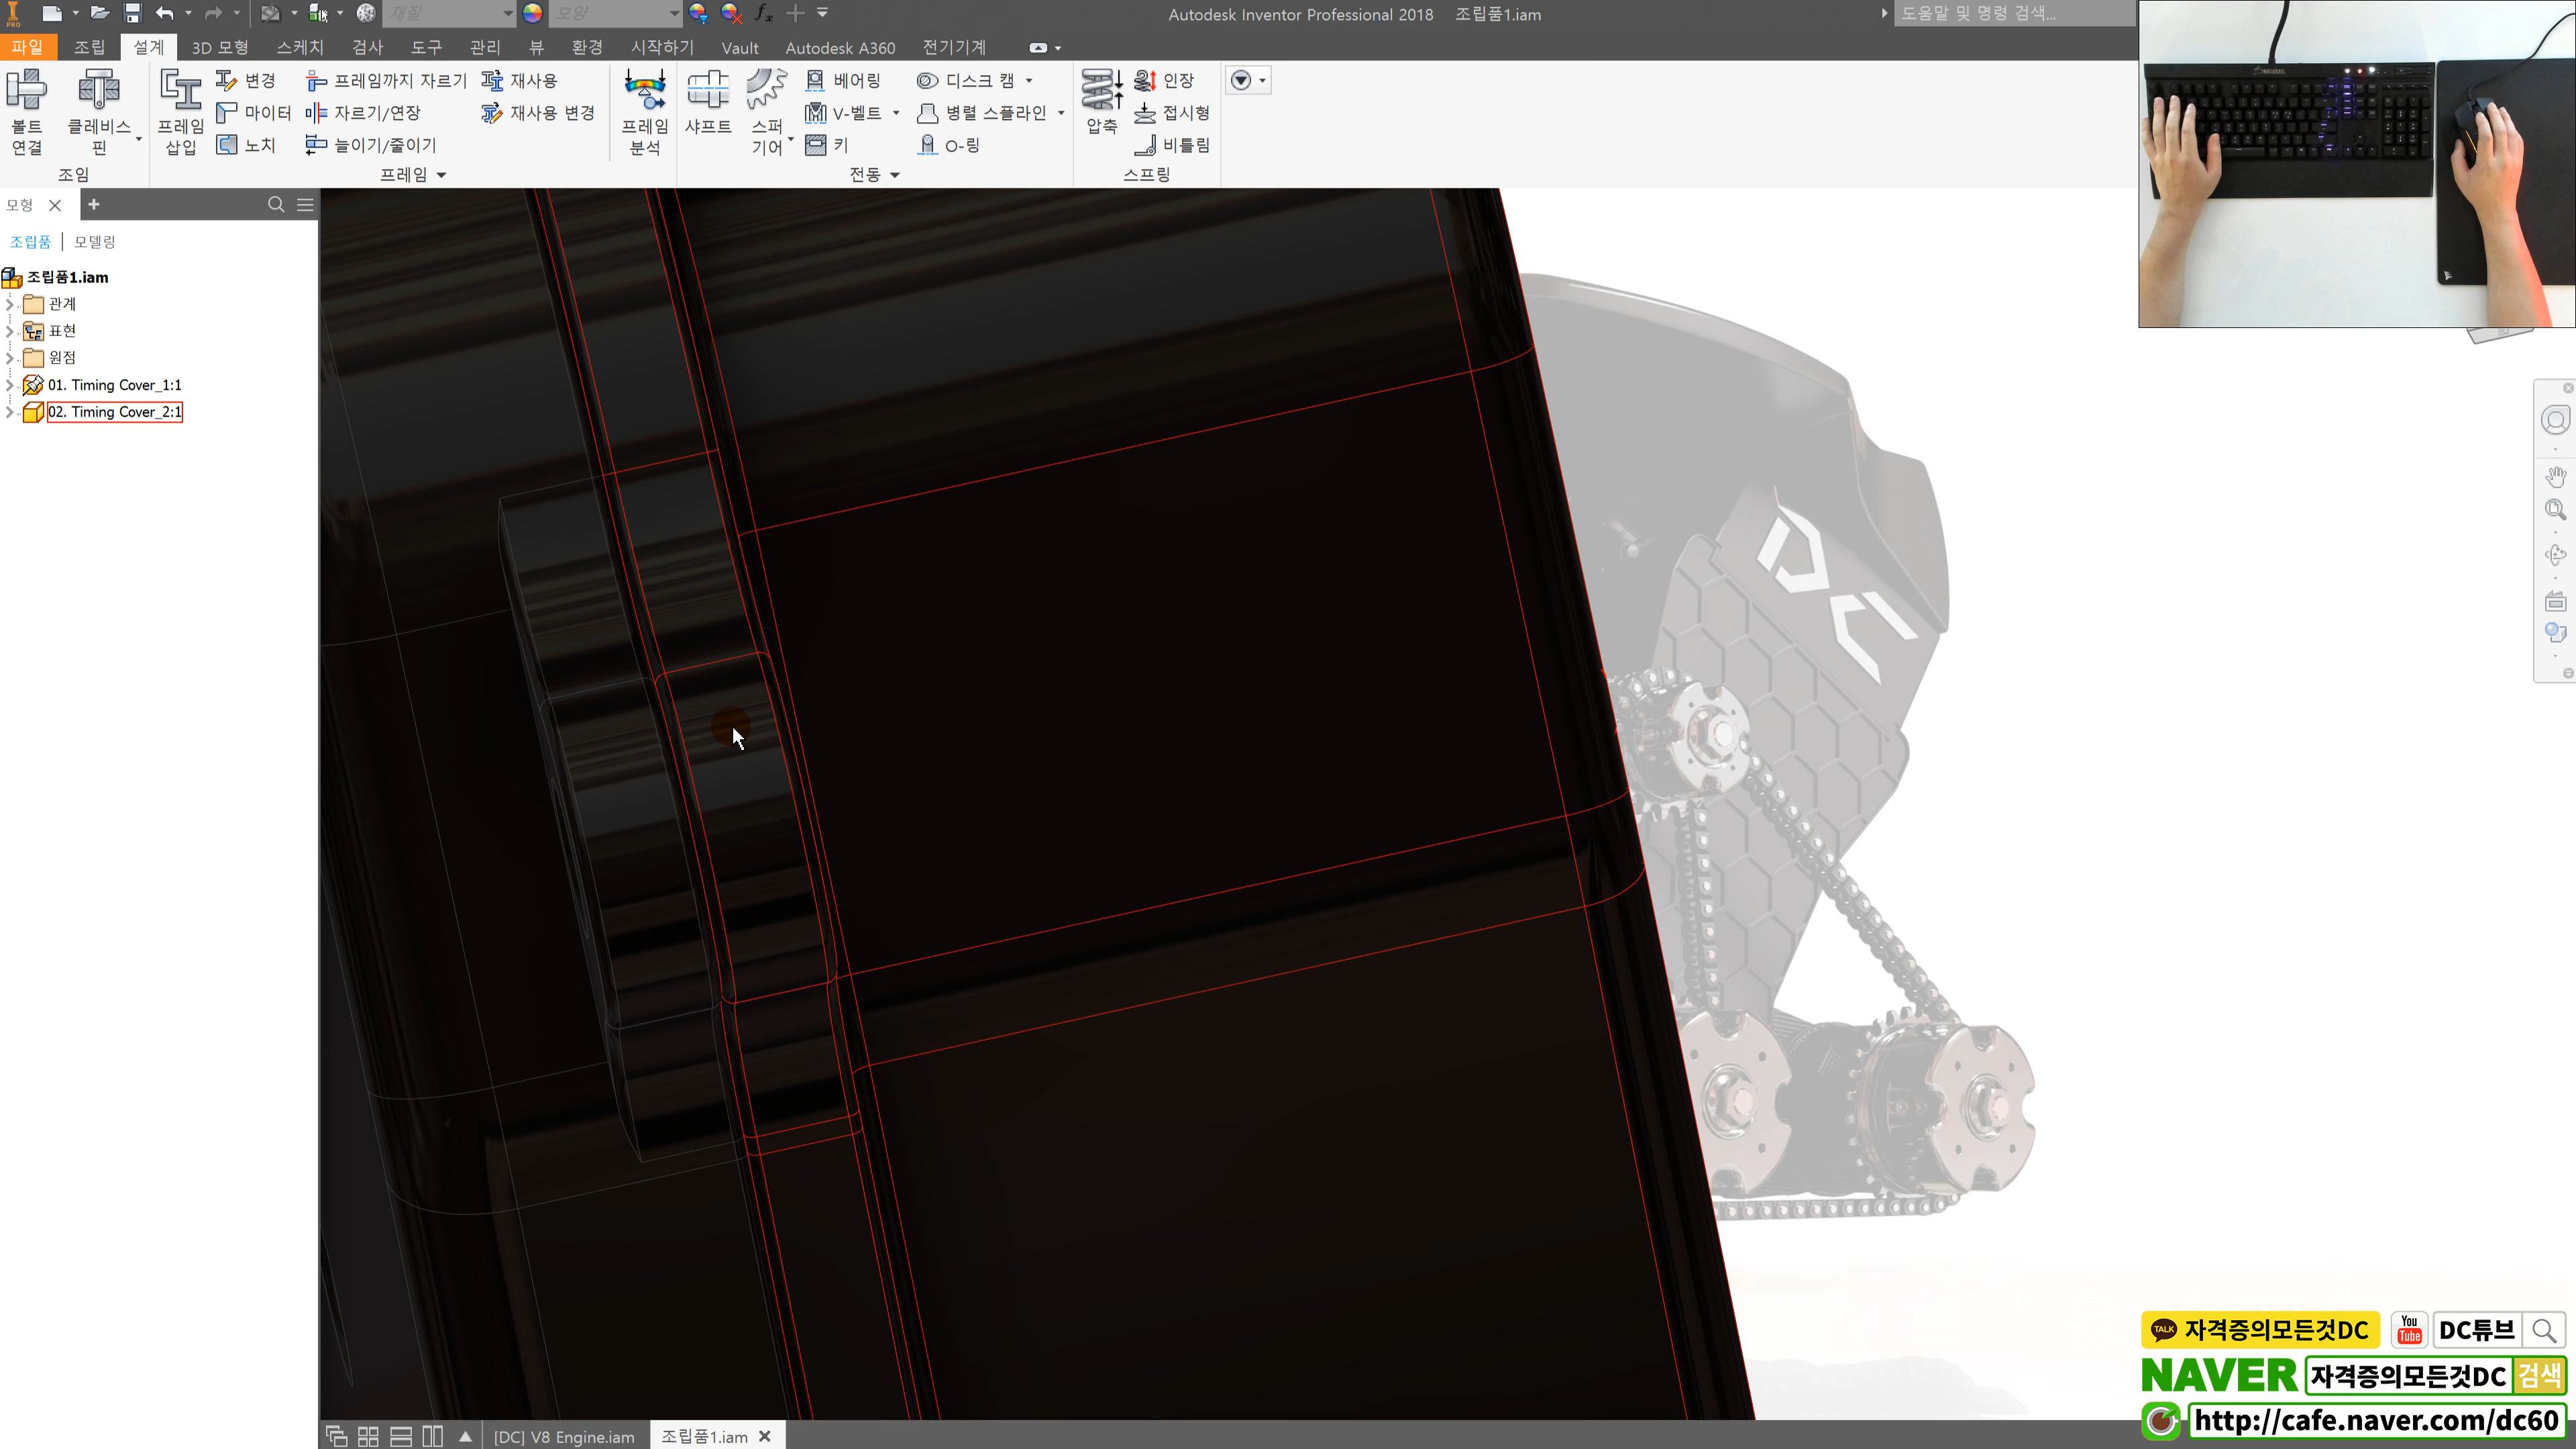 PRO
재질
모양
Autodesk Inventor Professional 2018 조립품1.iam
도움말 및 명령 검색...
파일 조립 설계 3D 모형 스케치 검사 도구 관리 뷰 환경 시작하기 Vault Autodesk A360 전기기계
볼트 연결
클레비스 핀
조임
프레임 삽입
변경
마이터
노치
프레임까지 자르기
자르기/연장
늘이기/줄이기
재사용
재사용 변경
프레임
프레임 분석
샤프트
스퍼 기어
베어링
V-벨트
키
디스크 캠
병렬 스플라인
O-링
전동
압축
인장
접시형
비틀림
스프링
모형
조립품 | 모델링
조립품1.iam
관계
표현
원점
01. Timing Cover_1:1
02. Timing Cover_2:1
DC
TALK 자격증의모든것DC
You Tube DC튜브
NAVER 자격증의모든것DC 검색
http://cafe.naver.com/dc60
[DC] V8 Engine.iam
조립품1.iam